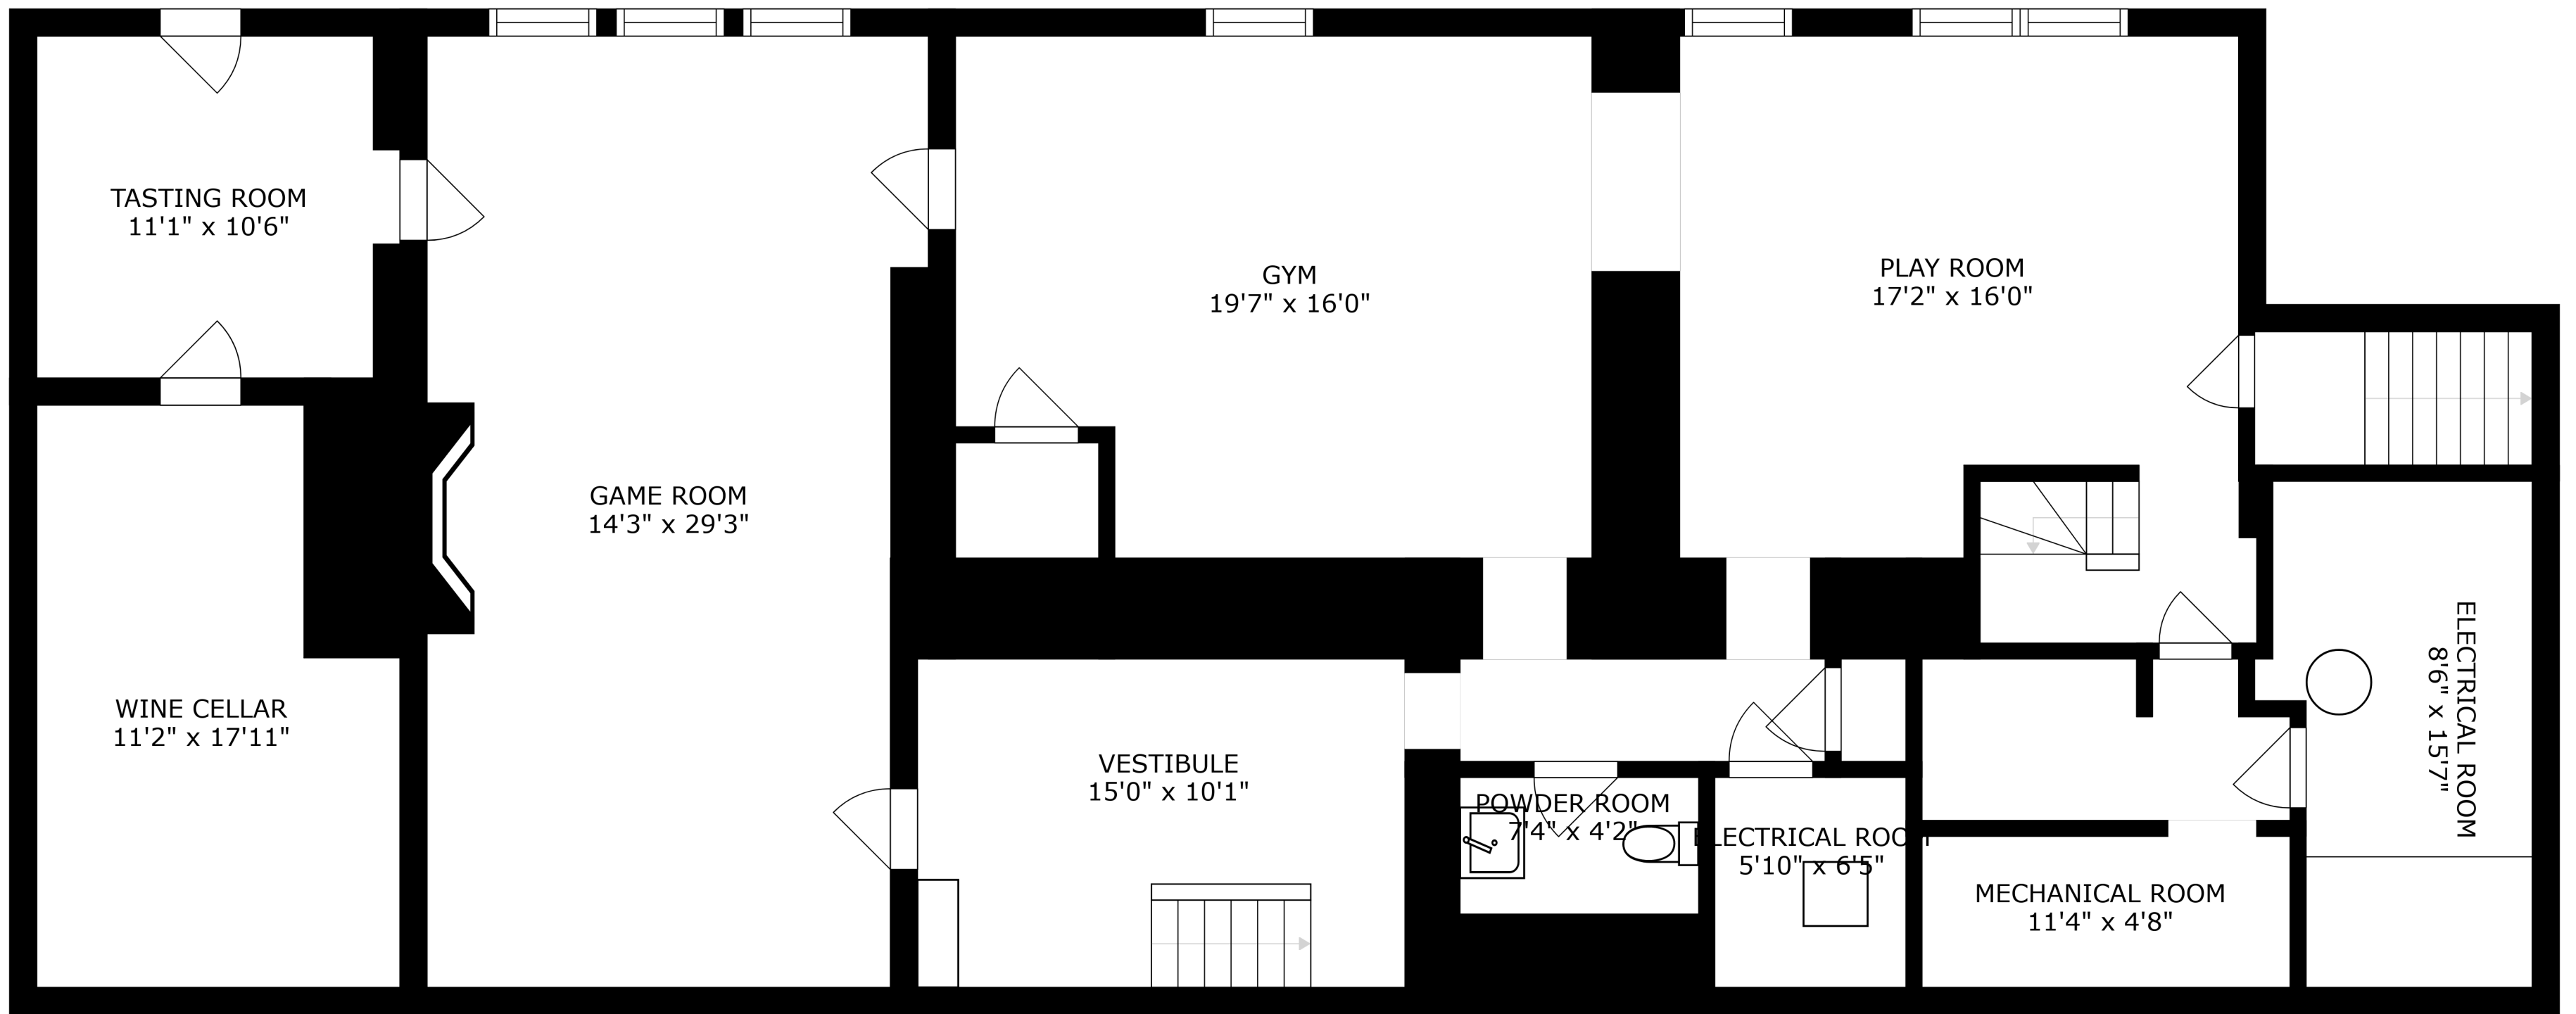 TASTING ROOM
11'1" x 10'6"
GAME ROOM
14'3" x 29'3"
GYM
19'7" x 16'0"
PLAY ROOM
17'2" x 16'0"
WINE CELLAR
11'2" x 17'11"
VESTIBULE
15'0" x 10'1"
POWDER ROOM
7'4" x 4'2"
ELECTRICAL ROOM
5'10" x 6'5"
MECHANICAL ROOM
11'4" x 4'8"
ELECTRICAL ROOM
8'6" x 15'7"